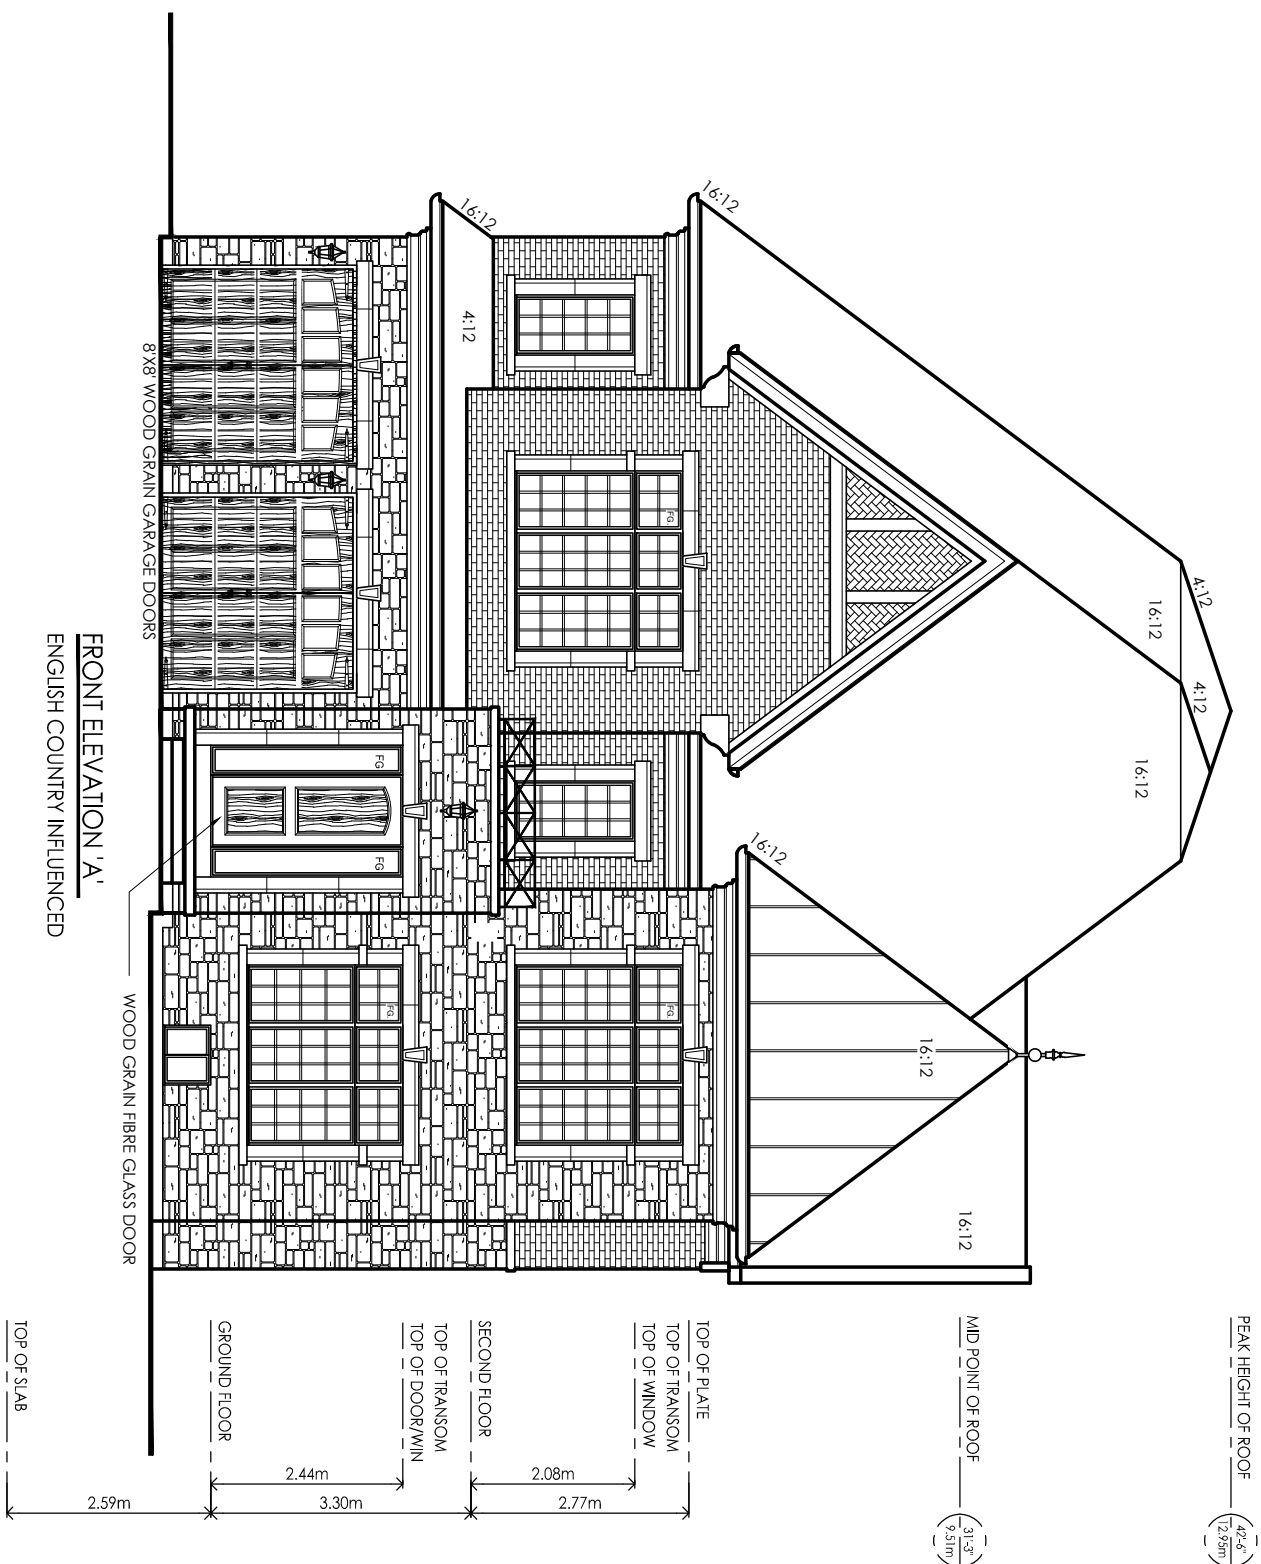 PEAK HEIGHT OF ROOF
42'-6"
12.95m
MID POINT OF ROOF
31'-3"
9.51m
TOP OF PLATE
TOP OF TRANSOM
TOP OF WINDOW
SECOND FLOOR
TOP OF TRANSOM
TOP OF DOOR/WIN
GROUND FLOOR
TOP OF SLAB
2.77m
2.08m
3.30m
2.44m
2.59m
4:12
4:12
16:12
16:12
16:12
16:12
16:12
16:12
16:12
4:12
FG.
FG.
FG.
FG
FG
8'X8' WOOD GRAIN GARAGE DOORS
WOOD GRAIN FIBRE GLASS DOOR
FRONT ELEVATION 'A'
ENGLISH COUNTRY INFLUENCED